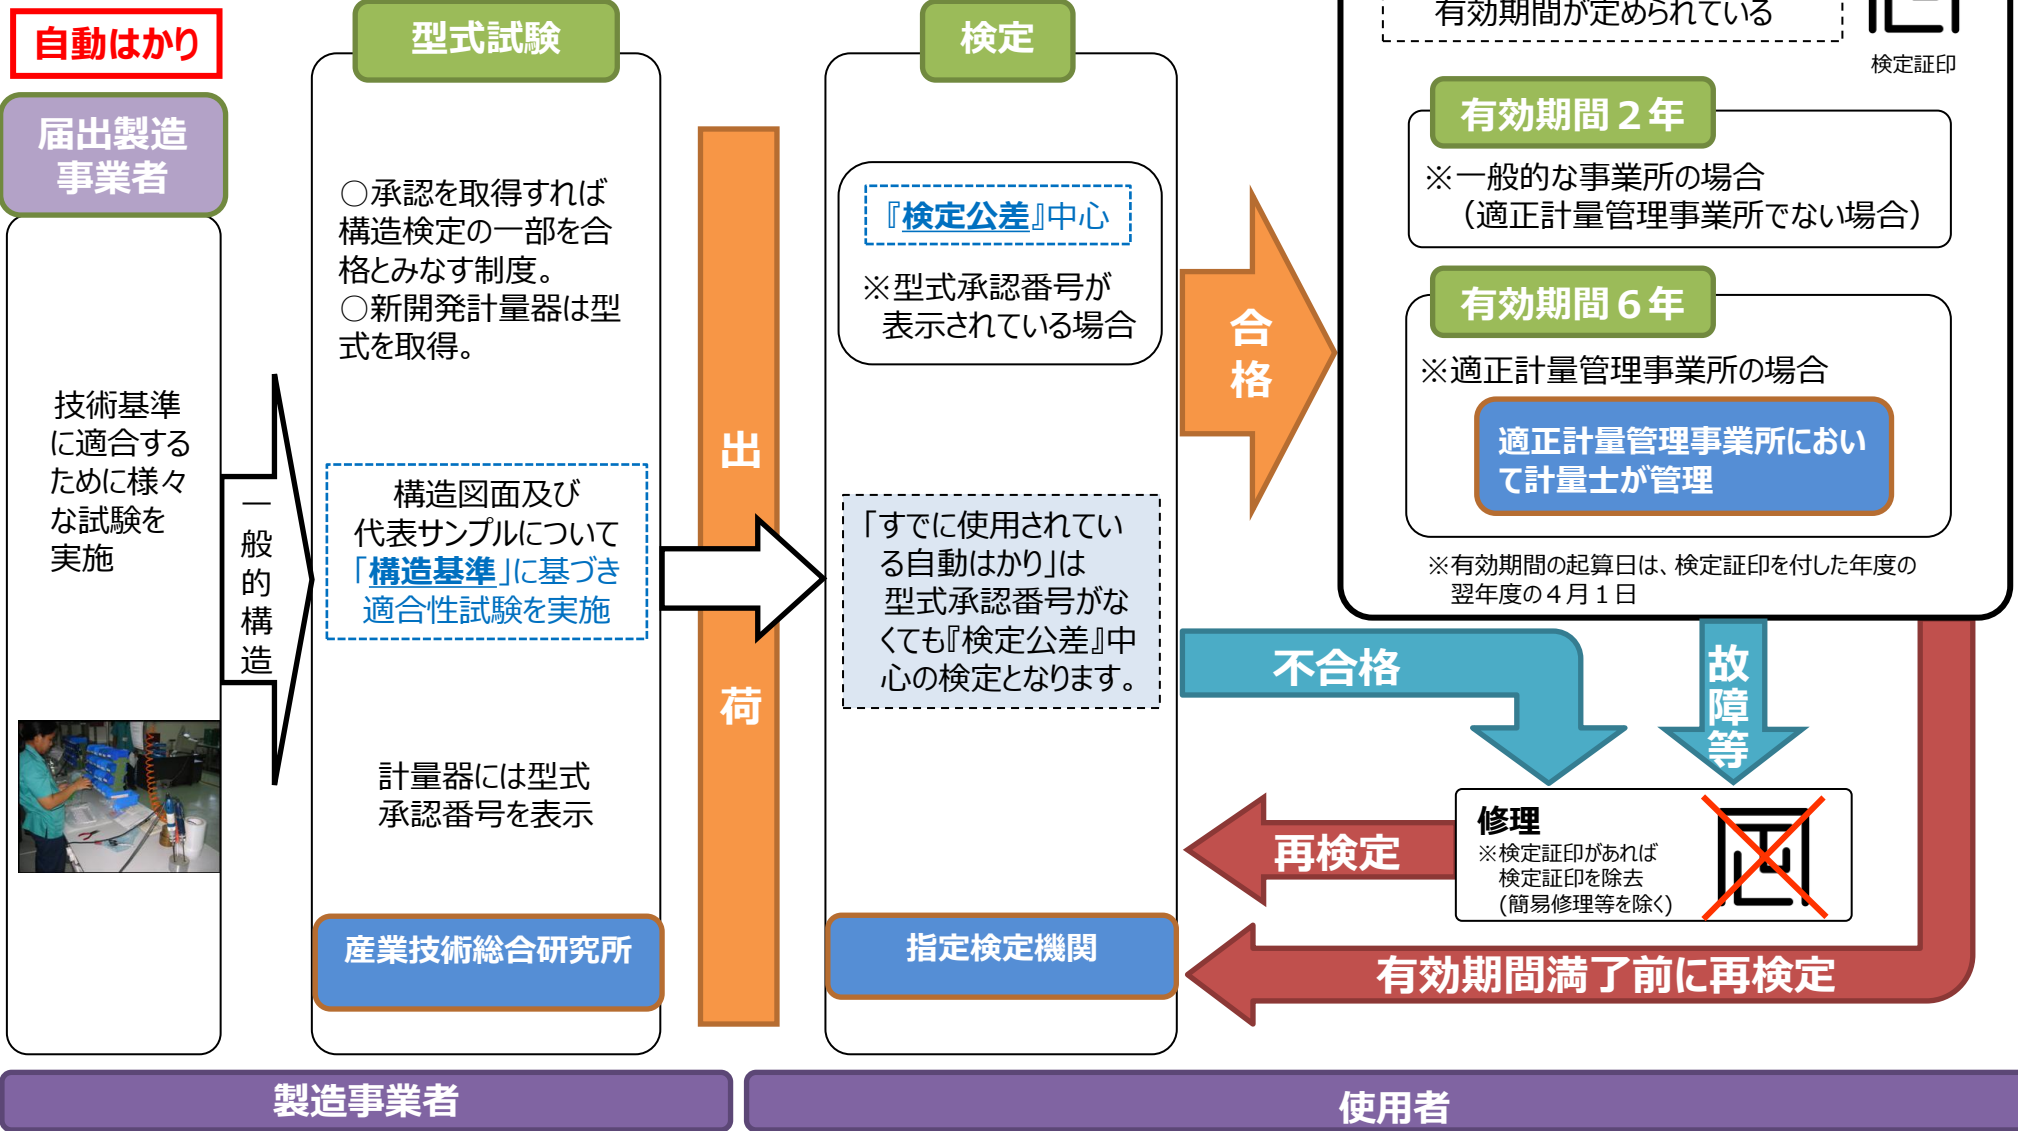 自動はかり
届出製造
事業者
技術基準
に適合する
ために様々
な試験を
実施
一般的構造
型式試験
○承認を取得すれば
構造検定の一部を合
格とみなす制度。
○新開発計量器は型
式を取得。
構造図面及び
代表サンプルについて
「構造基準」に基づき
適合性試験を実施
計量器には型式
承認番号を表示
産業技術総合研究所
出荷
検定
『検定公差』中心
※型式承認番号が
表示されている場合
「すでに使用されてい
る自動はかり」は
型式承認番号がな
くても『検定公差』中
心の検定となります。
指定検定機関
合格
有効期間が定められている
検定証印
有効期間２年
※一般的な事業所の場合
（適正計量管理事業所でない場合）
有効期間６年
※適正計量管理事業所の場合
適正計量管理事業所におい
て計量士が管理
※有効期間の起算日は、検定証印を付した年度の
翌年度の４月１日
不合格
故障等
修理
※検定証印があれば
検定証印を除去
(簡易修理等を除く)
再検定
有効期間満了前に再検定
製造事業者
使用者